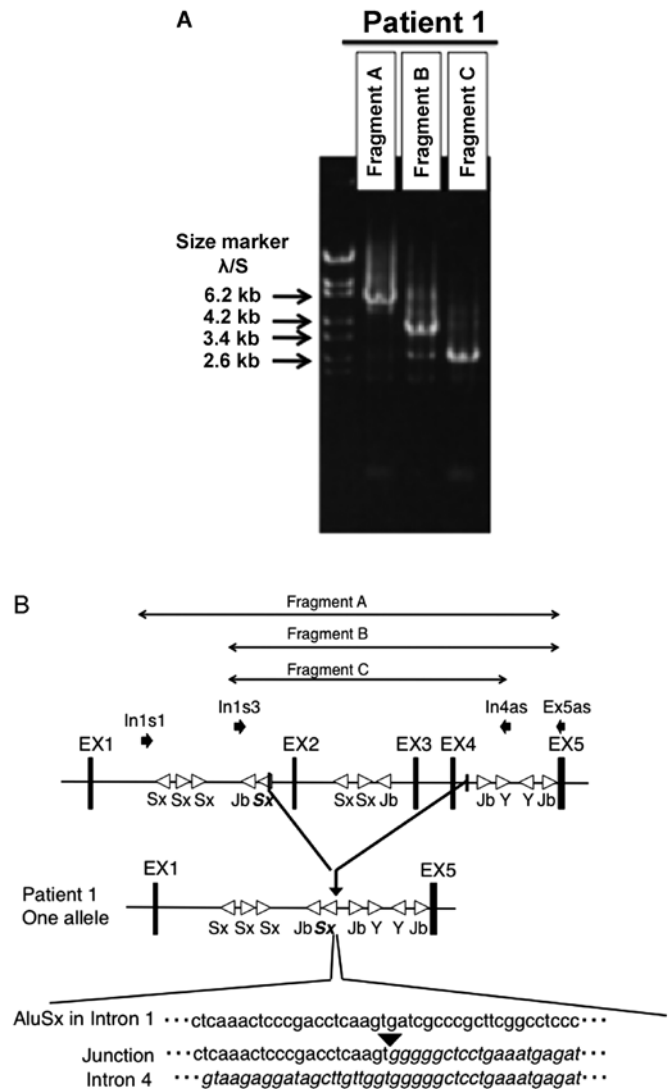 A
Patient 1
Fragment A
Fragment B
Fragment C
Size marker
λ/S
6.2 kb
4.2 kb
3.4 kb
2.6 kb
B
Fragment A
Fragment B
Fragment C
In1s1 In1s3 In4as Ex5as
EX1 EX2 EX3 EX4 EX5
Sx Sx Sx Jb Sx Sx Sx Jb Jb Y Y Jb
EX1 EX5
Patient 1
One allele
Sx Sx Sx Jb Sx Jb Y Y Jb
AluSx in Intron 1 ···ctcaaactcccgacctcaagtgatcgcccgcttcggcctccc···
Junction ···ctcaaactcccgacctcaagtgggggctcctgaaatgagat···
Intron 4 ···gtaagaggatagcttgttggtgggggctcctgaaatgagat···